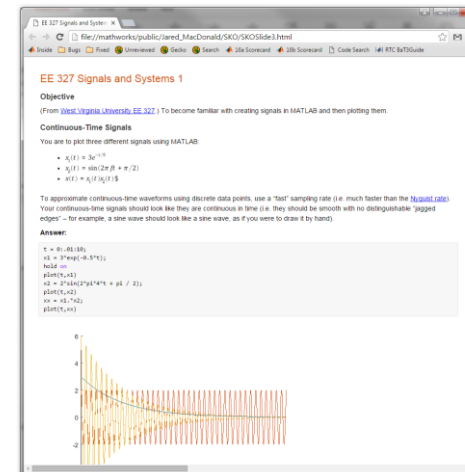 EE 327 Signals and System ×
file://mathworks/public/Jared_MacDonald/SKO/SKOSlide3.html
Inside Bugs Fixed Unreviewed Gecko Search 18a Scorecard 18b Scorecard Code Search RTC BaT3Guide
EE 327 Signals and Systems 1
Objective
(From West Virginia University EE 327 ) To become familiar with creating signals in MATLAB and then plotting them.
Continuous-Time Signals
You are to plot three different signals using MATLAB:
• x₁(t) = 3e
• x₂(t) = sin(2πft + π/2)
• x(t) = x₁(t)x₂(t)$
To approximate continuous-time waveforms using discrete data points, use a "fast" sampling rate (i.e. much faster than the Nyquist rate).
Your continuous-time signals should look like they are continuous in time (i.e. they should be smooth with no distinguishable "jagged
edges" – for example, a sine wave should look like a sine wave, as if you were to draw it by hand).
Answer:
t = 0:.01:10;
x1 = 3*exp(-0.5*t);
hold on
plot(t,x1)
x2 = 2*sin(2*pi*4*t + pi / 2);
plot(t,x2)
xx = x1.*x2;
plot(t,xx)
6
4
2
0
-2